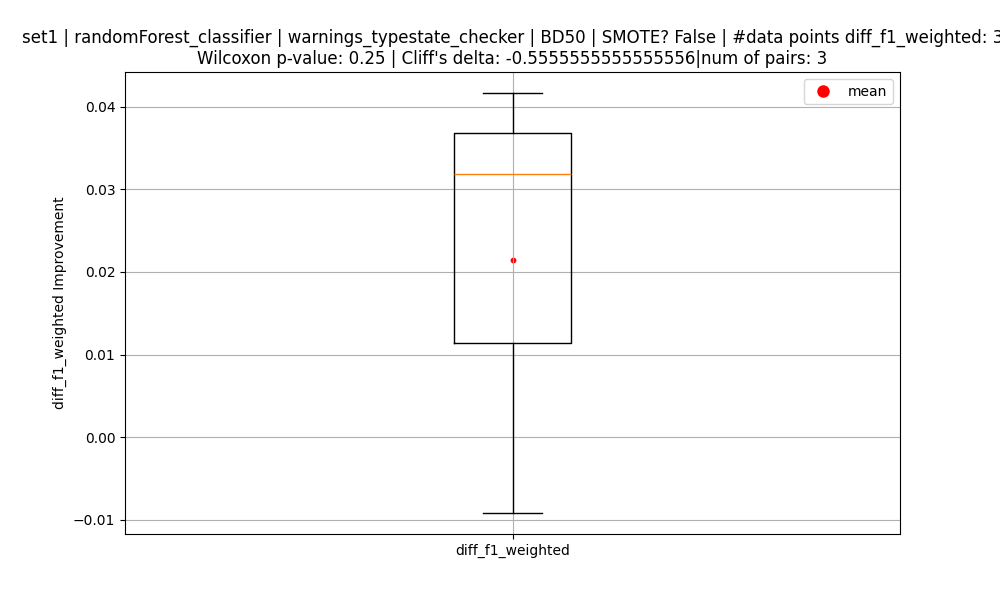 set1 | randomForest_classifier | warnings_typestate_checker | BD50 | SMOTE? False | #data points diff_f1_weighted: 3
Wilcoxon p-value: 0.25 | Cliff's delta: -0.5555555555555556|num of pairs: 3
mean
0.04
0.03
0.02
0.01
0.00
−0.01
diff_f1_weighted Improvement
diff_f1_weighted